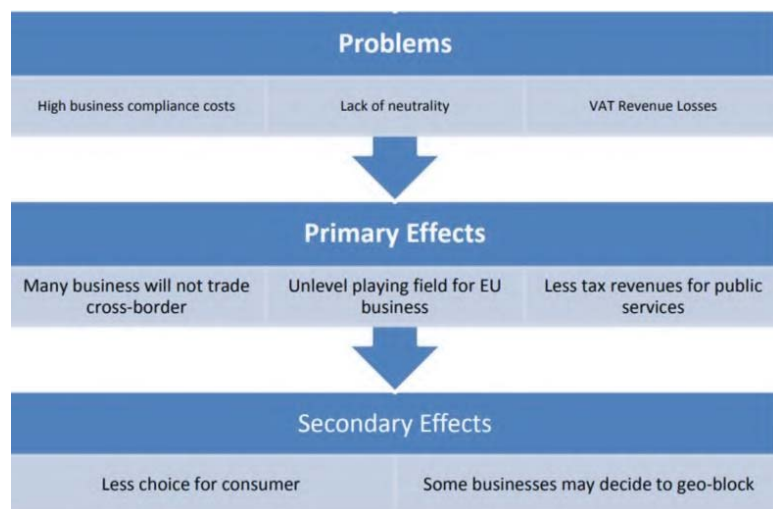 Problems
High business compliance costs
Lack of neutrality
VAT Revenue Losses
Primary Effects
Many business will not trade
cross-border
Unlevel playing field for EU
business
Less tax revenues for public
services
Secondary Effects
Less choice for consumer
Some businesses may decide to geo-block